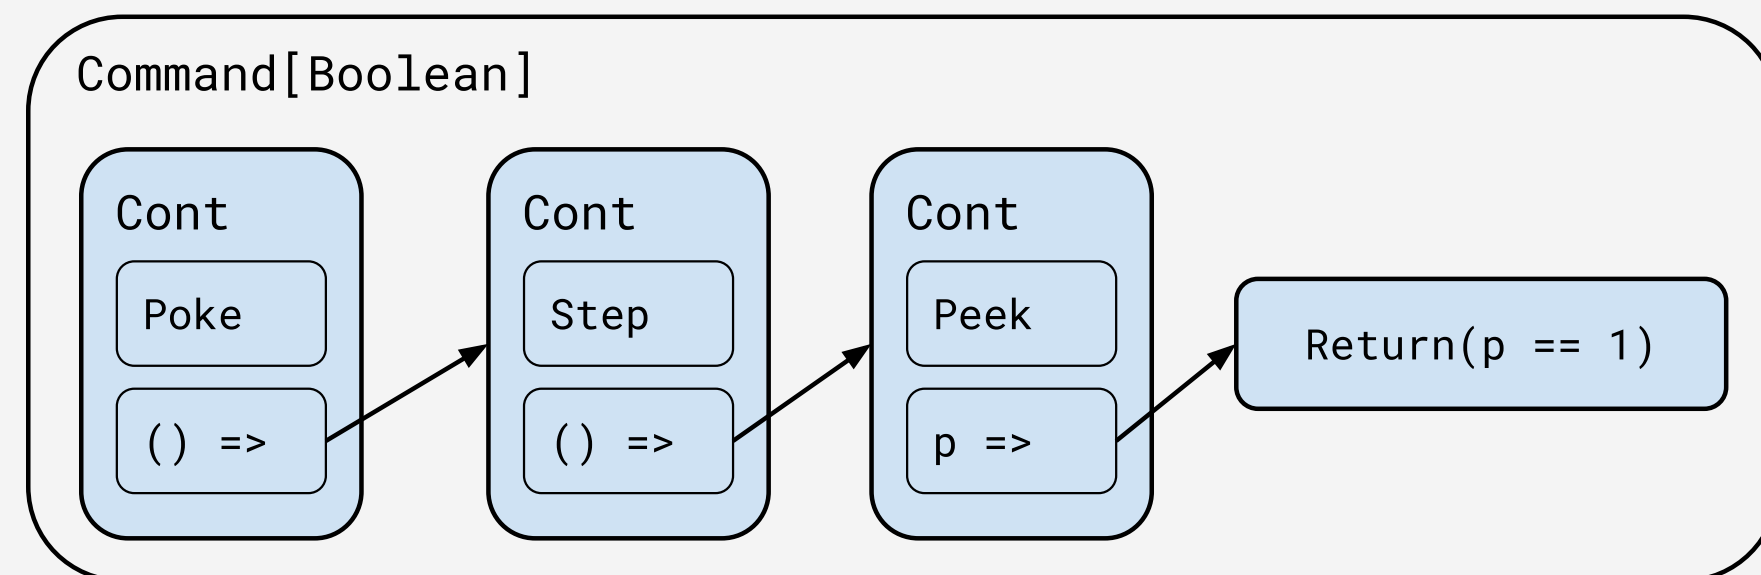 Command[Boolean]
Cont
Poke
() =>
Cont
Step
() =>
Cont
Peek
p =>
Return(p == 1)